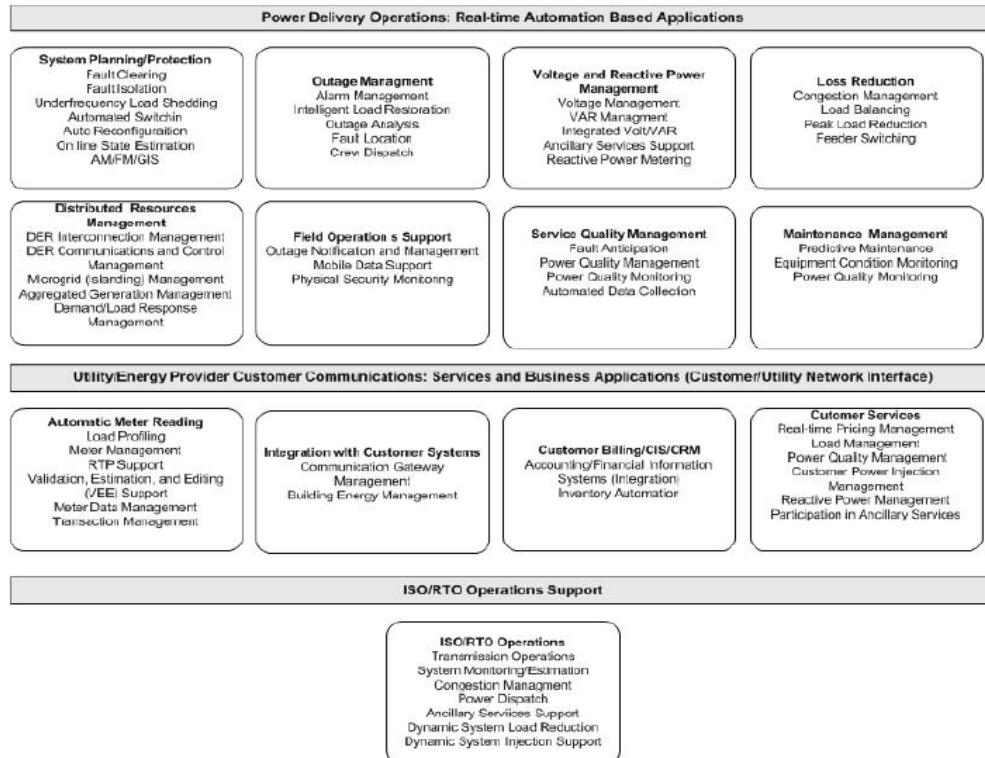 Power Delivery Operations: Real-time Automation Based Applications
System Planning/Protection
Fault Clearing
Fault Isolation
Underfrequency Load Shedding
Automated Switchin
Auto Reconfiguraition
On line State Estimation
AM/FM/GIS
Outage Managment
Alarm Management
Intelligent Load Restoration
Outage Analysis
Fault Location
Crew Dispatch
Voltage and Reactive Power
Management
Voltage Management
VAR Managment
Integrated Volt/VAR
Ancillary Services Support
Reactive Power Metering
Loss Reduction
Congestion Management
Load Balancing
Peak Load Reduction
Feeder Switching
Distributed Resources
Management
DER Interconnection Management
DER Communications and Control
Management
Microgrid (islanding) Management
Aggregated Generation Management
Demand/Load Response
Management
Field Operation s Support
Outage Notification and Management
Mobile Data Support
Physical Security Monitoring
Service Quality Management
Fault Anticipation
Power Quality Management
Power Quality Monitoring
Automated Data Collection
Maintenance Management
Predictive Maintenance
Equipment Condition Monitoring
Power Quality Monitoring
Utility/Energy Provider Customer Communications: Services and Business Applications (Customer/Utility Network Interface)
Automatic Meter Reading
Load Profiling
Meter Management
RTP Support
Validation, Estimation, and Editing
(VEE) Support
Meter Data Management
Transaction Management
Integration with Customer Systems
Communication Gateway
Management
Building Energy Management
Customer Billing/CIS/CRM
Accounting/Financial Information
Systems (Integration)
Inventory Automation
Cutomer Services
Real-time Pricing Management
Load Management
Power Quality Management
Customer Power Injection
Management
Reactive Power Management
Participation in Ancillary Services
ISO/RTO Operations Support
ISO/RTO Operations
Transmission Operations
System Monitoring/Estimation
Congestion Managment
Power Dispatch
Ancillary Serviices Support
Dynamic System Load Reduction
Dynamic System Injection Support